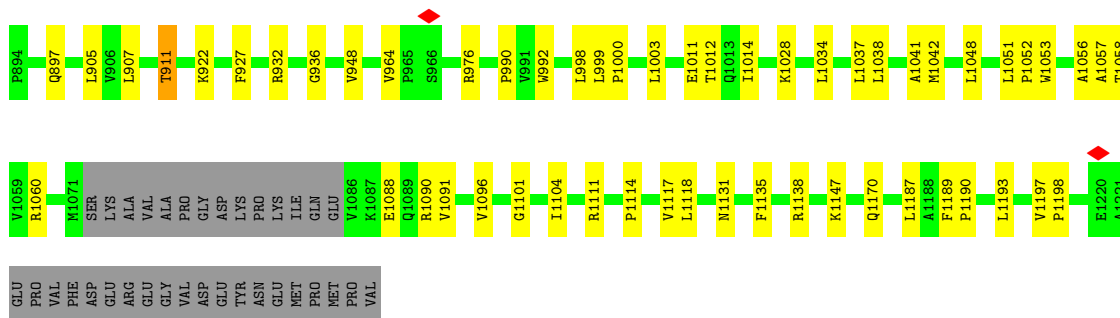 P894 Q897 L905 V906 L907 T911 K922 F927 R932 G936 V948 V964 P965 S966 R976 P990 V991 W992 L998 L999 P1000 L1003 E1011 T1012 Q1013 I1014 K1028 L1034 L1037 L1038 A1041 M1042 L1048 L1051 P1052 W1053 A1056 A1057 T1058
V1059 R1060 M1071 SER LYS ALA VAL ALA PRO GLY ASP LYS PRO LYS ILE GLN GLU V1086 K1087 E1088 Q1089 R1090 V1091 V1096 G1101 I1104 R1111 P1114 V1117 L1118 N1131 F1135 R1138 K1147 Q1170 L1187 A1188 F1189 P1190 L1193 V1197 P1198 E1220 A1221
GLU PRO VAL PHE ASP GLU ARG GLU GLY VAL ASP GLU TYR ASN GLU MET PRO MET PRO VAL